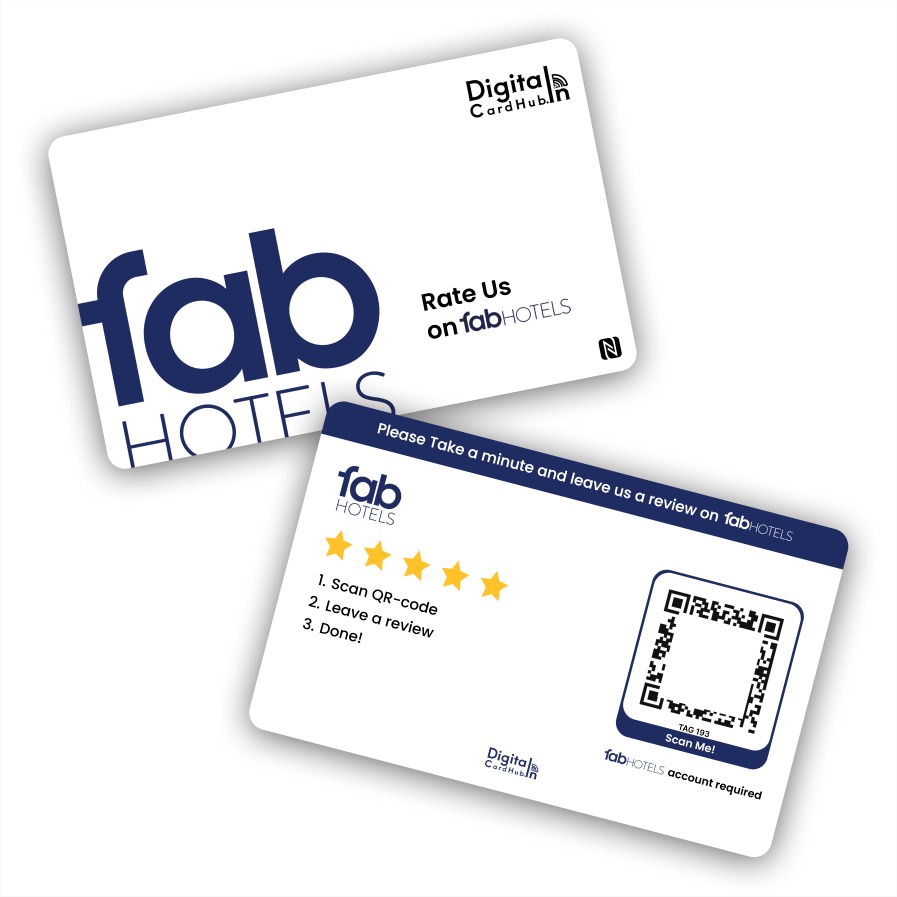 Digital In
CardHub.
fab
HOTELS
Rate Us
on fabHOTELS
Please Take a minute and leave us a review on fabHOTELS
fab
HOTELS
1. Scan QR-code
2. Leave a review
3. Done!
TAG 193
Scan Me!
fabHOTELS account required
Digital In
CardHub.